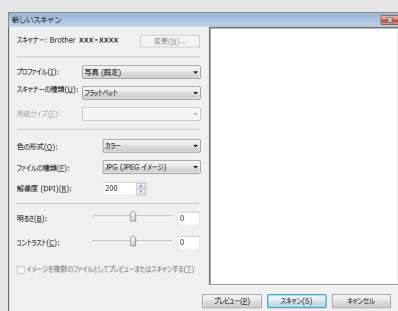 新しいスキャン
スキャナー: Brother xxx-xxxx
変更(N)...
プロファイル(I):
写真 (既定)
スキャナーの種類(U):
フラットベット
用紙サイズ(E):
色の形式(O):
カラー
ファイルの種類(F):
JPG (JPEG イメージ)
解像度 (DPI)(R):
200
明るさ(B):
0
コントラスト(C):
0
イメージを複数のファイルとしてプレビューまたはスキャンする(T)
プレビュー(P)
スキャン(S)
キャンセル